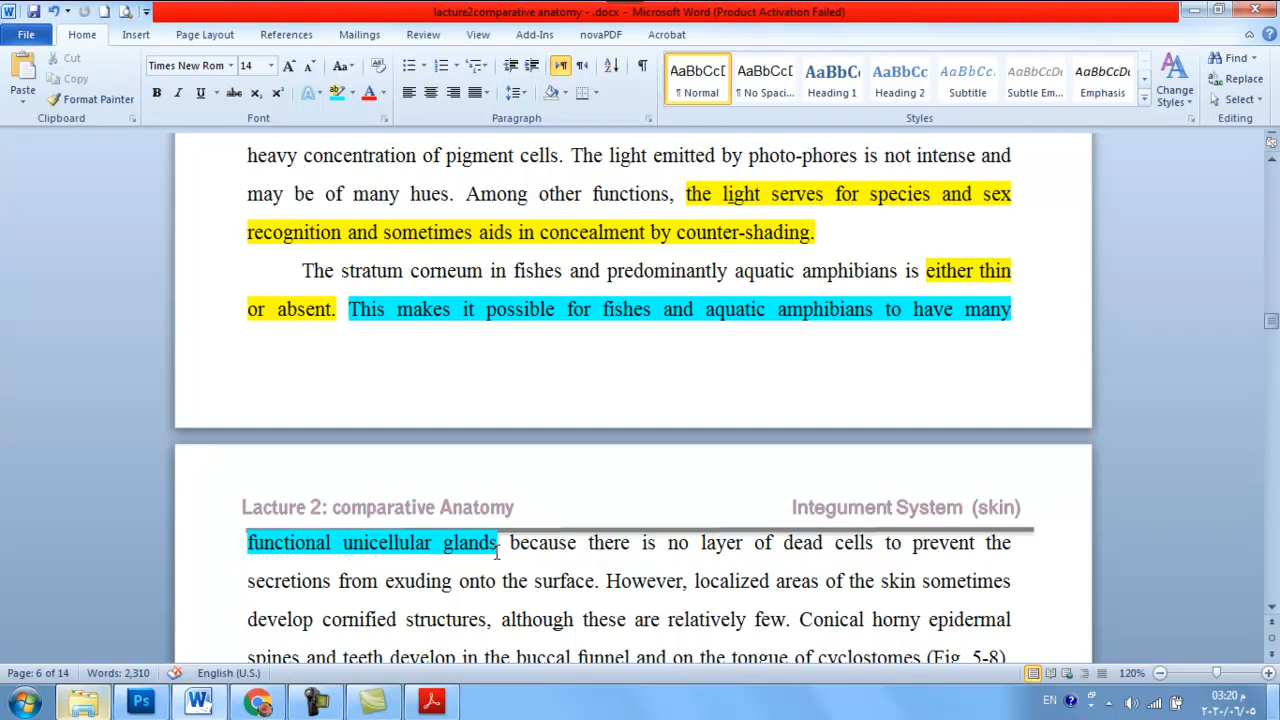 lacture2comparative anatomy - .docx - Microsoft Word (Product Activation Failed)
File Home Insert Page Layout References Mailings Review View Add-Ins novaPDF Acrobat
Paste
Cut
Copy
Format Painter
Clipboard
Times New Rom 14
Font
Paragraph
AaBbCcD AaBbCcD AaBbCc AaBbCc AaBbCcD AaBbCcD AaBbCcDc
¶ Normal ¶ No Spaci... Heading 1 Heading 2 Subtitle Subtle Em... Emphasis
Change Styles
Styles
Find
Replace
Select
Editing
heavy concentration of pigment cells. The light emitted by photo-phores is not intense and
may be of many hues. Among other functions, the light serves for species and sex
recognition and sometimes aids in concealment by counter-shading.
The stratum corneum in fishes and predominantly aquatic amphibians is either thin
or absent. This makes it possible for fishes and aquatic amphibians to have many
Lacture 2: comparative Anatomy Integument System (skin)
functional unicellular glands because there is no layer of dead cells to prevent the
secretions from exuding onto the surface. However, localized areas of the skin sometimes
develop cornified structures, although these are relatively few. Conical horny epidermal
spines and teeth develop in the buccal funnel and on the tongue of cyclostomes (Fig. 5-8).
Page: 6 of 14 Words: 2,310 English (U.S.) 120%
EN 03:20 م
٢٠٢٠/٠٦/٠٥